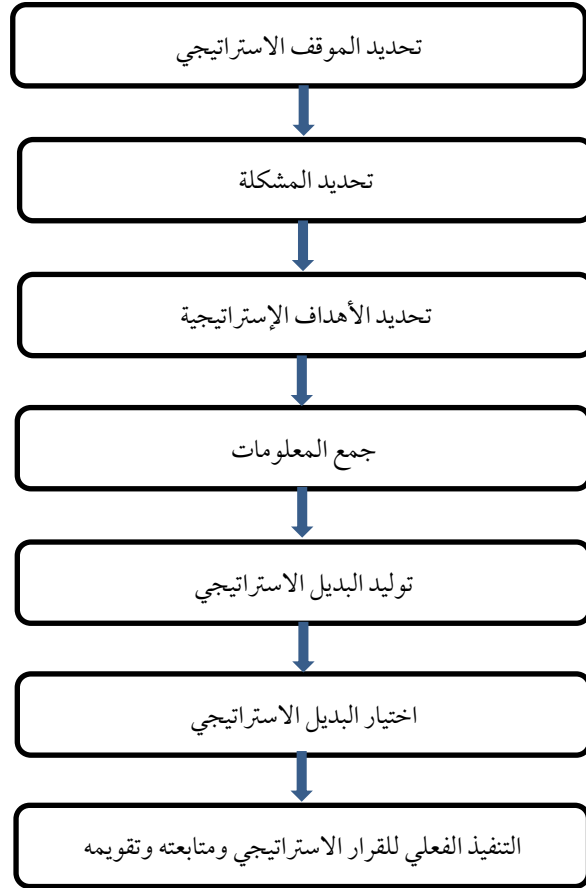 تحديد الموقف الاستراتيجي
تحديد المشكلة
تحديد الأهداف الإستراتيجية
جمع المعلومات
توليد البديل الاستراتيجي
اختيار البديل الاستراتيجي
التنفيذ الفعلي للقرار الاستراتيجي ومتابعته وتقويمه